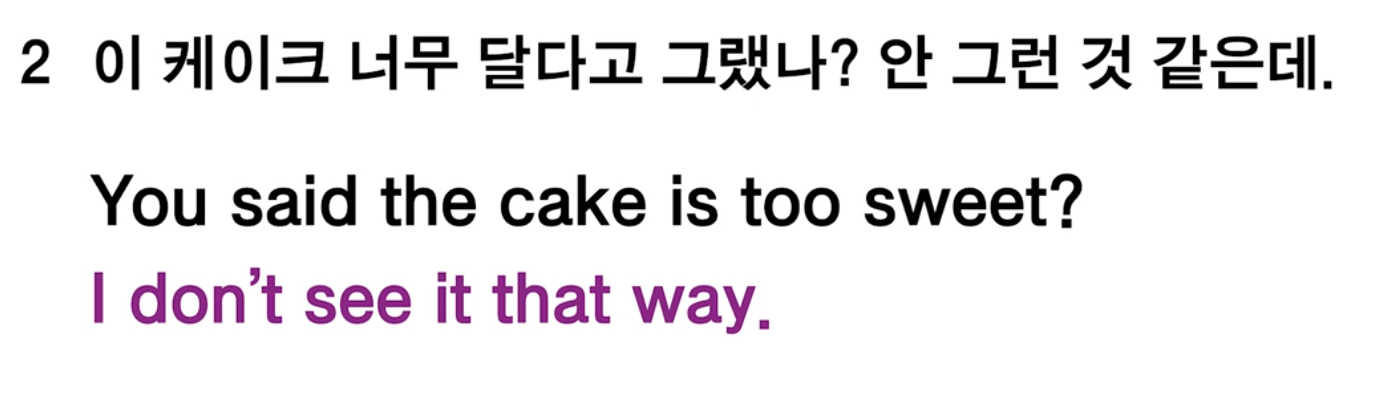 2 이 케이크 너무 달다고 그랬나? 안 그런 것 같은데.
You said the cake is too sweet?
I don't see it that way.